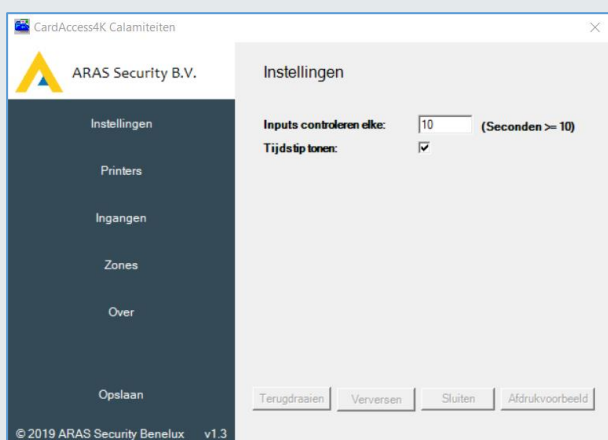 CardAccess4K Calamiteiten
ARAS Security B.V.
Instellingen
Printers
Ingangen
Zones
Over
Opslaan
© 2019 ARAS Security Benelux v1.3
Instellingen
Inputs controleren elke: 10 (Seconden >= 10)
Tijdstip tonen:
Terugdraaien Verversen Sluiten Afdrukvoorbeeld